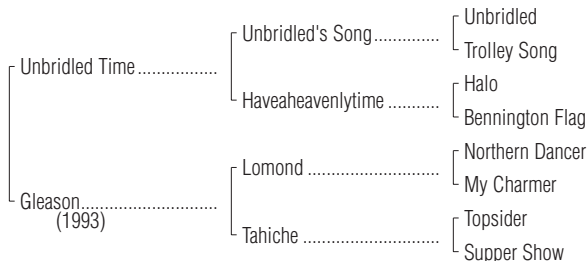 Unbridled
Unbridled's Song..............
Trolley Song
Unbridled Time.................
Halo
Haveaheavenlytime ...........
Bennington Flag
Northern Dancer
Lomond ............................
My Charmer
Gleason.............................
(1993)
Topsider
Tahiche .............................
Supper Show